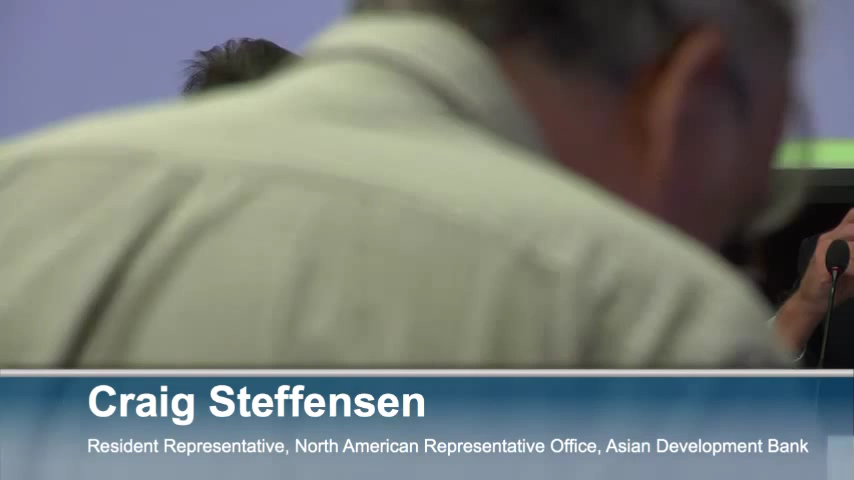 Craig Steffensen
Resident Representative, North American Representative Office, Asian Development Bank